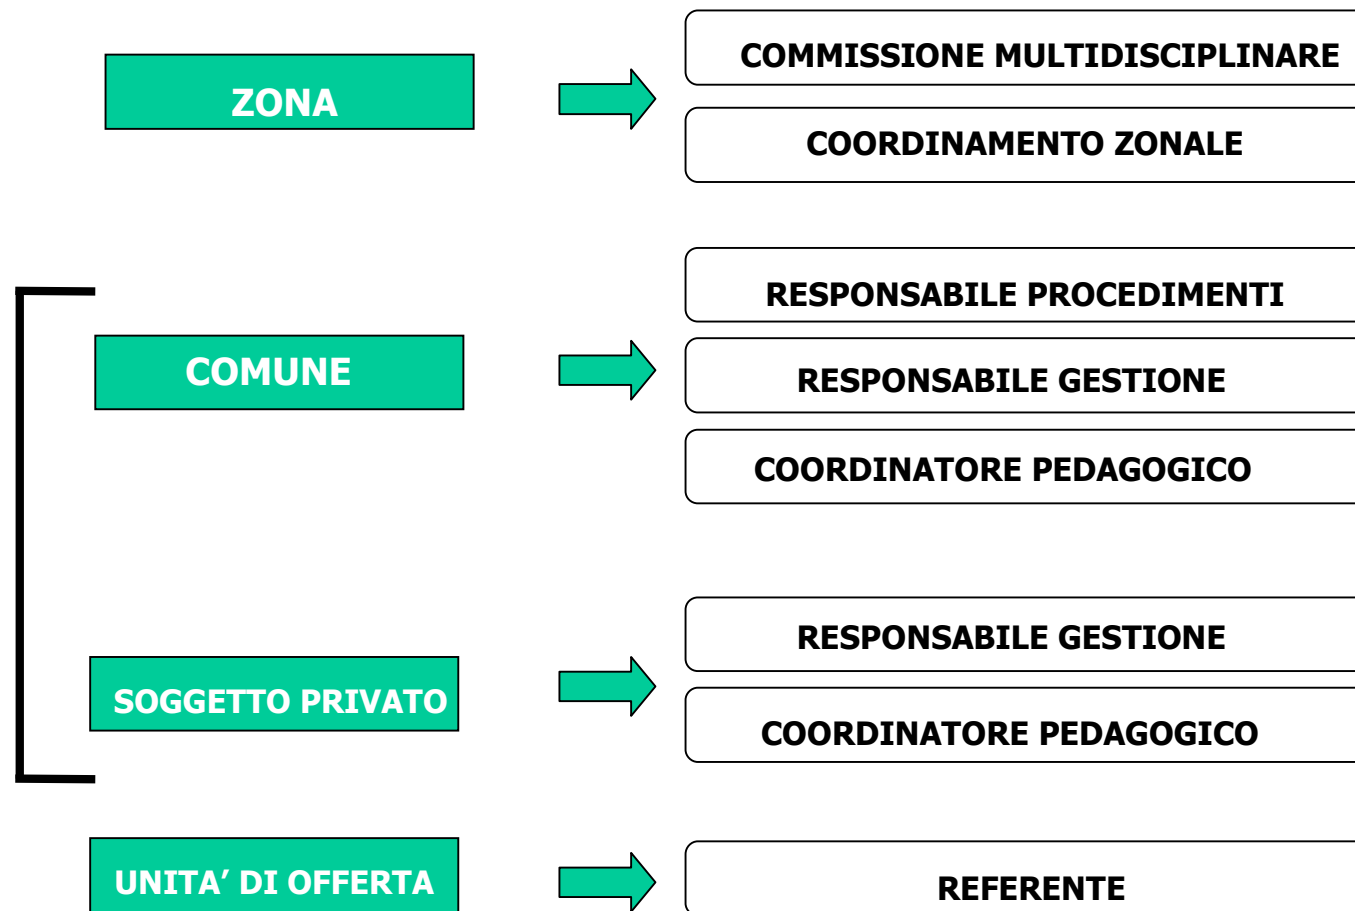 ZONA
COMMISSIONE MULTIDISCIPLINARE
COORDINAMENTO ZONALE
COMUNE
RESPONSABILE PROCEDIMENTI
RESPONSABILE GESTIONE
COORDINATORE PEDAGOGICO
SOGGETTO PRIVATO
RESPONSABILE GESTIONE
COORDINATORE PEDAGOGICO
UNITA’ DI OFFERTA
REFERENTE